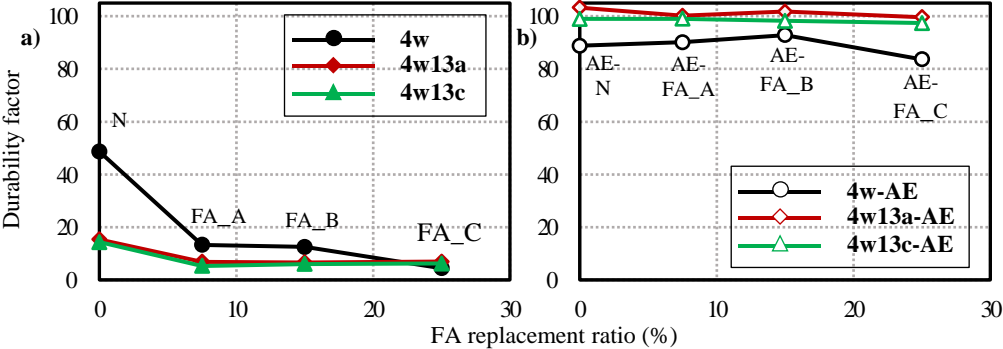 a)
Durability factor
100
80
60
40
20
0
0
10
20
30
4w
4w13a
4w13c
N
FA_A
FA_B
FA_C
b)
100
80
60
40
20
0
0
10
20
30
AE-
N
AE-
FA_A
AE-
FA_B
AE-
FA_C
4w-AE
4w13a-AE
4w13c-AE
FA replacement ratio (%)